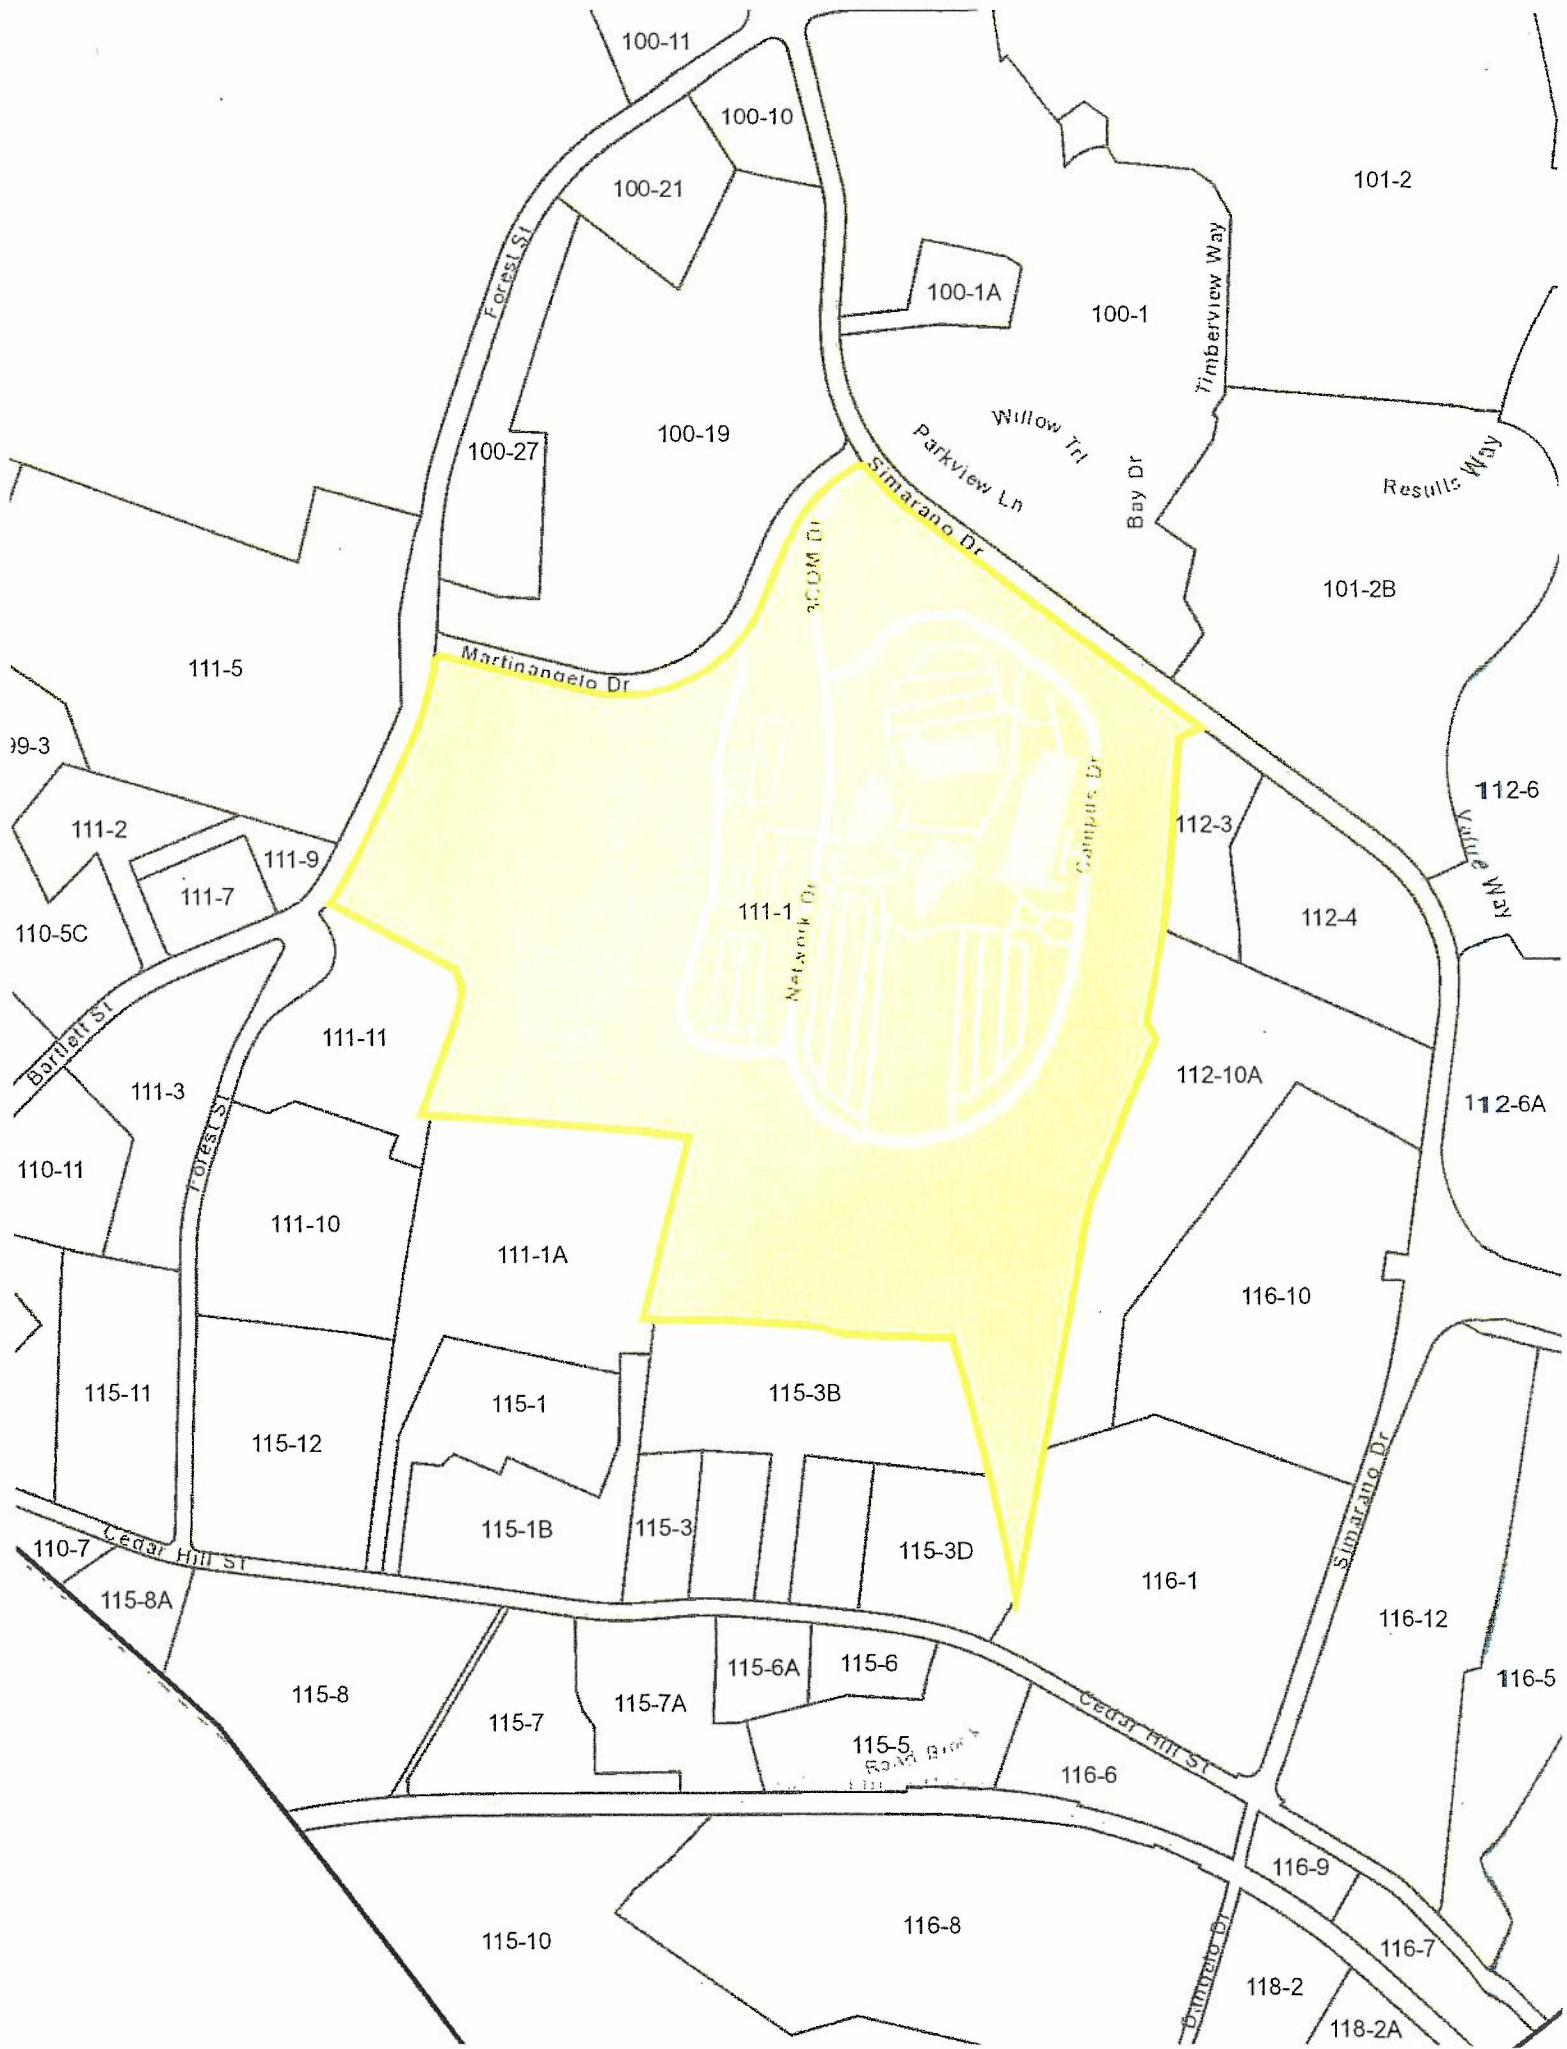 100-11
100-10
100-21
101-2
Forest St
Timberview Way
100-1A
100-1
Willow Trl
100-27
100-19
Parkview Ln
Bay Dr
Results Way
Simarano Dr
3COM Dr
101-2B
111-5
Martinangelo Dr
99-3
112-6
111-2
112-3
Value Way
Campus Dr
111-9
111-7
111-1
Network Dr
112-4
110-5C
Bartlett St
111-11
111-3
112-10A
112-6A
Forest St
110-11
111-10
111-1A
116-10
115-11
115-1
115-3B
115-12
Simarano Dr
115-1B
115-3
115-3D
110-7
Cedar Hill St
116-1
115-8A
116-12
115-6A
115-6
116-5
115-8
115-7A
Cedar Hill St
115-7
115-5
Road
116-6
116-9
116-8
115-10
116-7
Dangelo Dr
118-2
118-2A